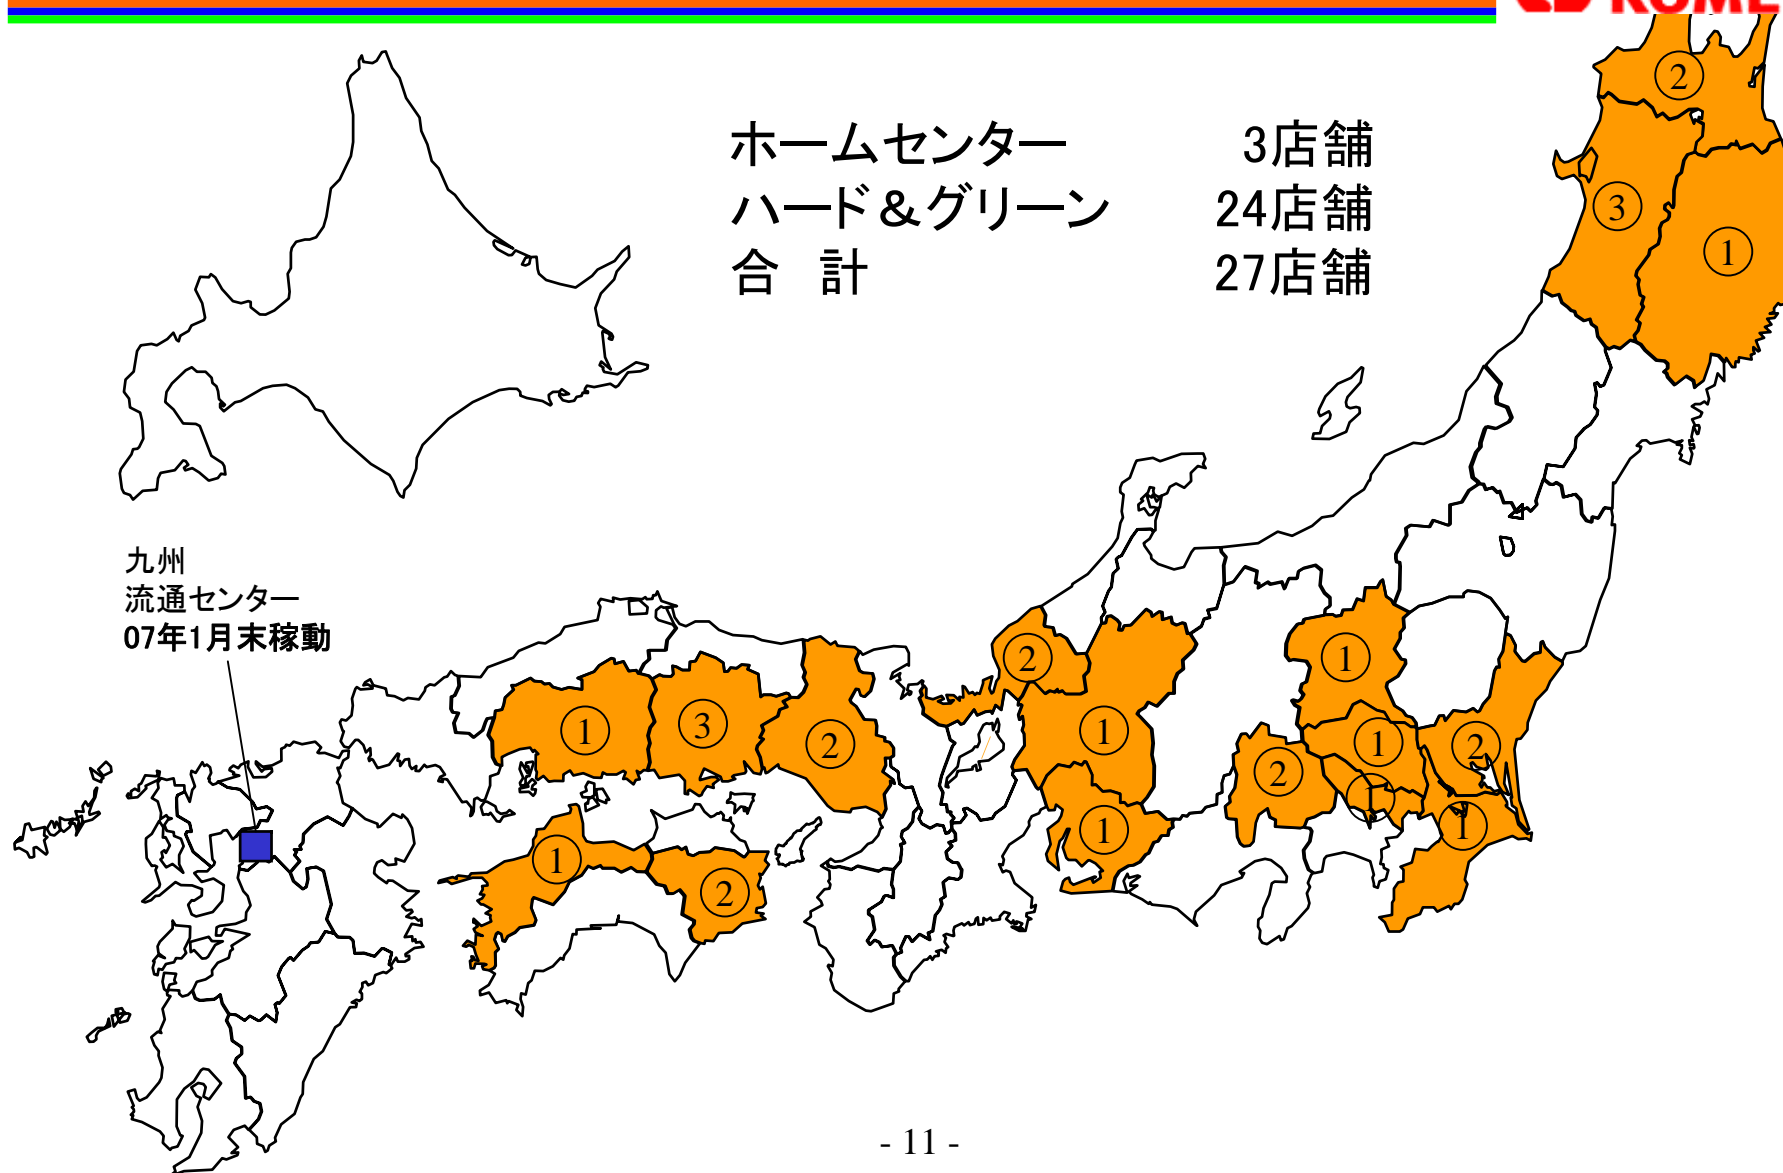 ホームセンター 3店舗
ハード＆グリーン 24店舗
合 計 27店舗
九州
流通センター
07年1月末稼動
②
③
①
②
①
①
③
②
①
①
②
②
①
①
①
①
②
- 11 -